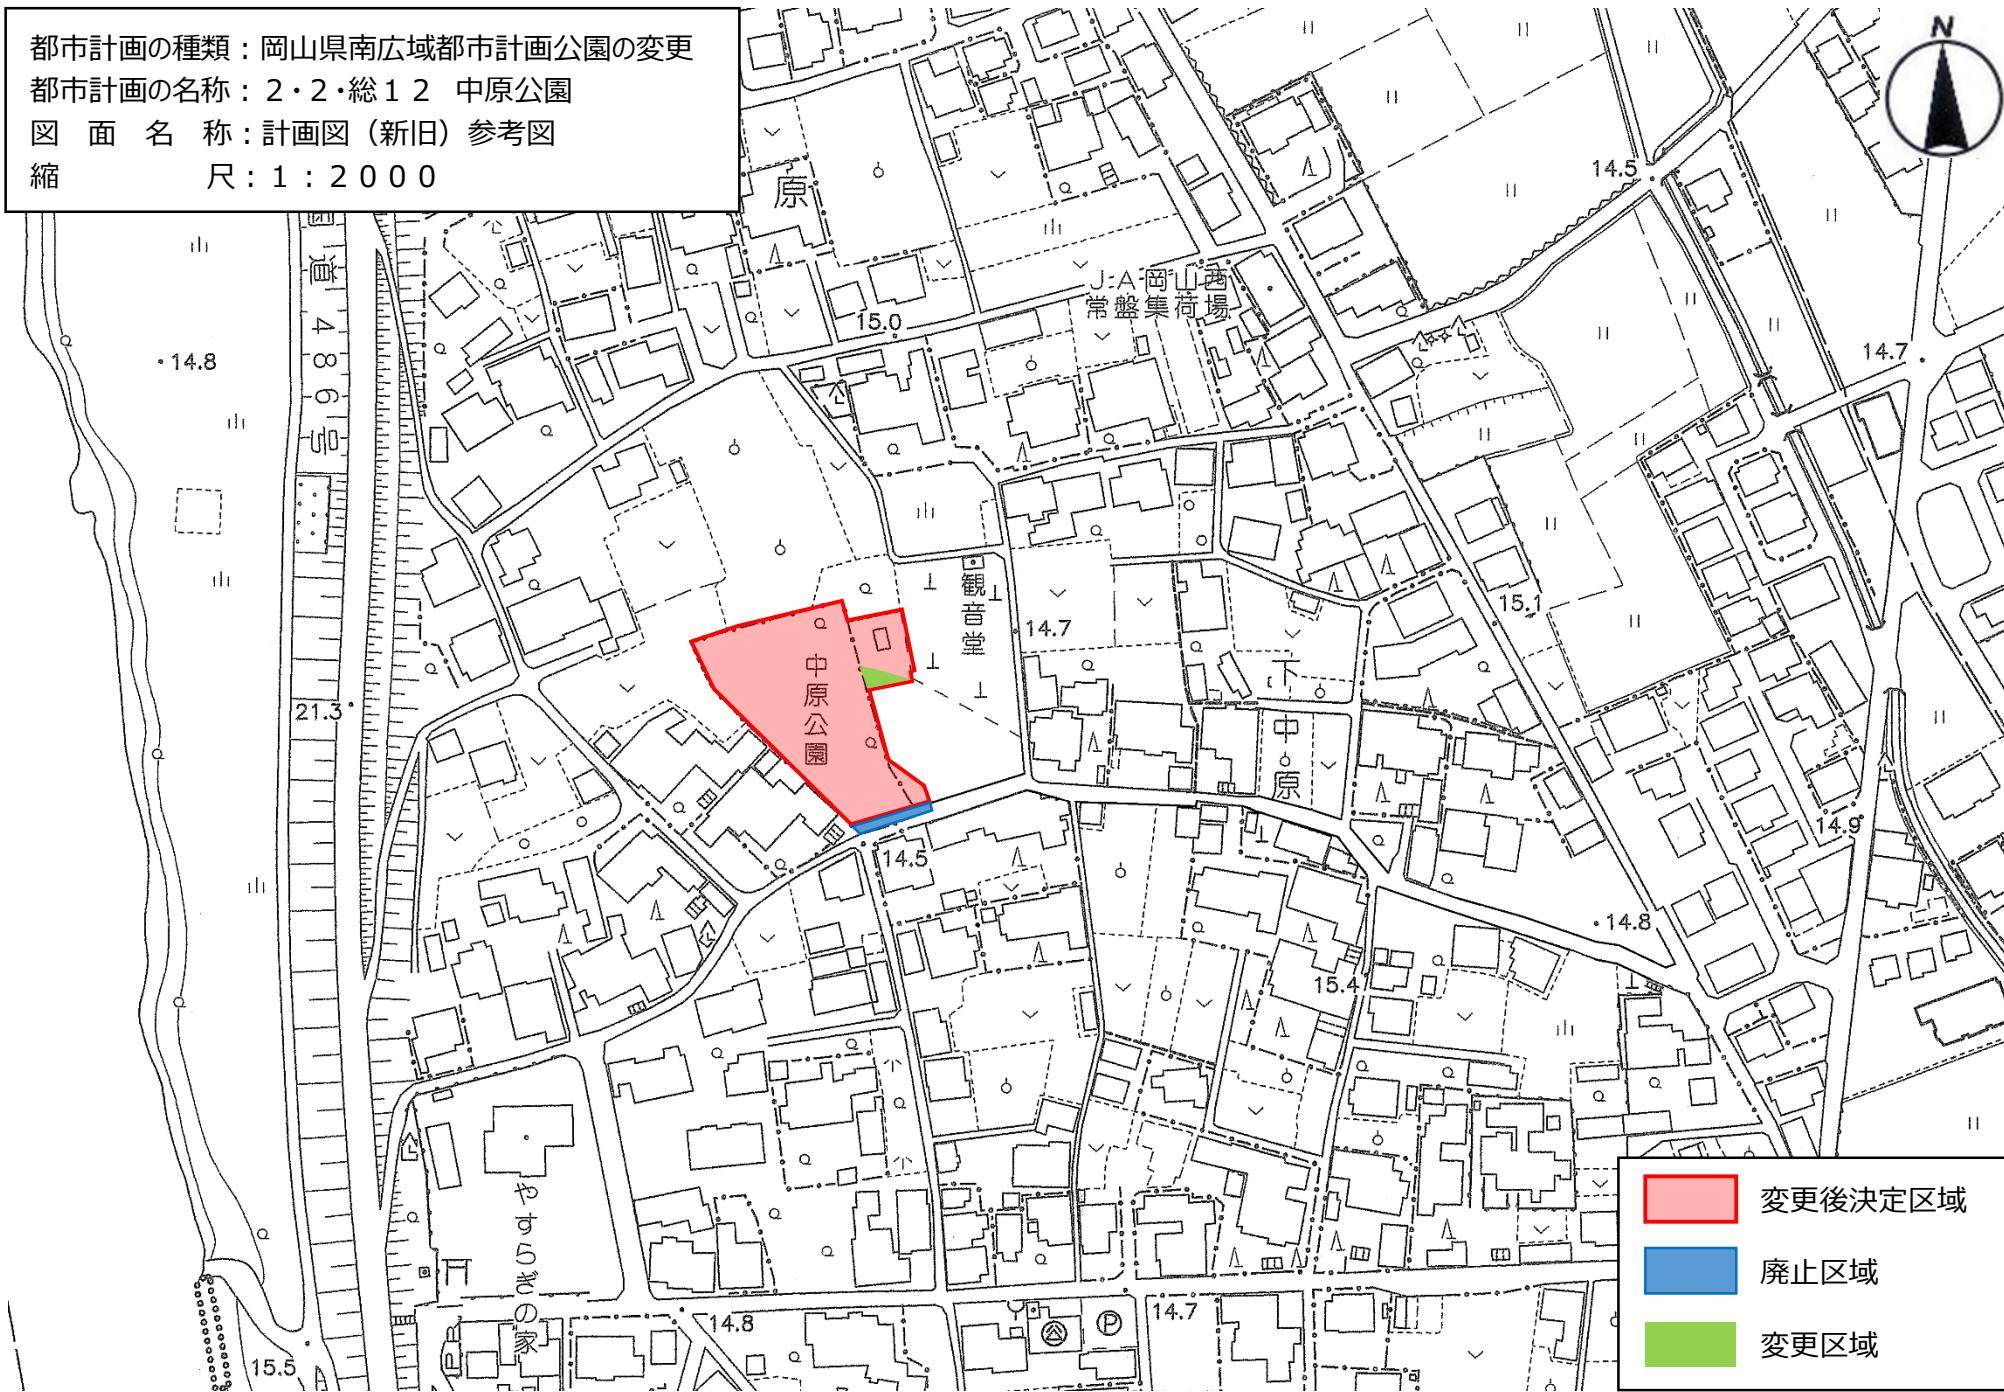 都市計画の種類：岡山県南広域都市計画公園の変更
都市計画の名称：２・２・総１２　中原公園
図　面　名　称：計画図（新旧）参考図
縮　　　　　尺：１：２０００
N
原
14.5
道486号
J.A岡山西
常盤集荷場
15.0
14.8
14.7
観音堂
14.7
15.1
中原公園
下中原
21.3
14.5
14.9
14.8
15.4
やすらぎの家
14.8
14.7
P
15.5
変更後決定区域
廃止区域
変更区域